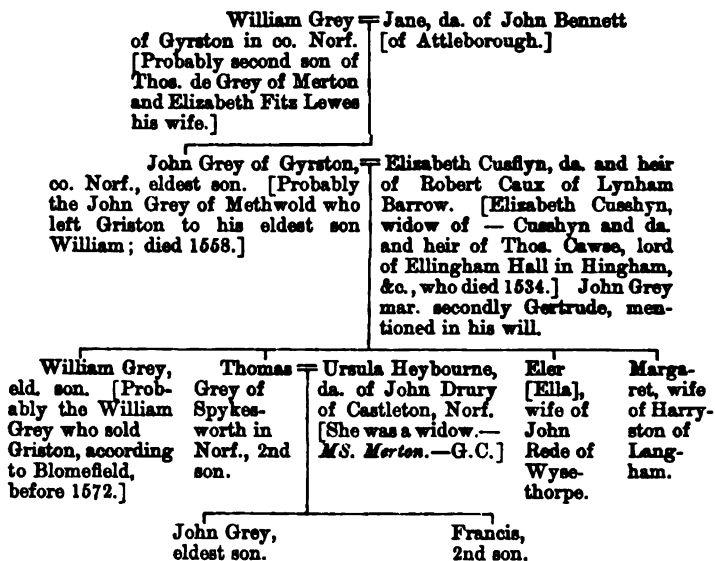 William Grey
of Gyrston in co. Norf.
[Probably second son of
Thos. de Grey of Merton
and Elizabeth Fitz Lewes
his wife.]
Jane, da. of John Bennett
[of Attleborough.]
John Grey of Gyrston,
co. Norf., eldest son. [Probably
the John Grey of Methwold who
left Griston to his eldest son
William; died 1558.]
Elizabeth Cusflyn, da. and heir
of Robert Caux of Lynham
Barrow. [Elizabeth Cusshyn,
widow of — Cusshyn and da.
and heir of Thos. Cawse, lord
of Ellingham Hall in Hingham,
&c., who died 1534.] John Grey
mar. secondly Gertrude, men-
tioned in his will.
William Grey,
eld. son. [Prob-
ably the William
Grey who sold
Griston, according
to Blomefield,
before 1572.]
Thomas
Grey of
Spykes-
worth in
Norf., 2nd
son.
Ursula Heybourne,
da. of John Drury
of Castleton, Norf.
[She was a widow.—
MS. Merton.—G.C.]
Eler
[Ella],
wife of
John
Rede of
Wyse-
thorpe.
Marga-
ret, wife
of Harry-
ston of
Lang-
ham.
John Grey,
eldest son.
Francis,
2nd son.